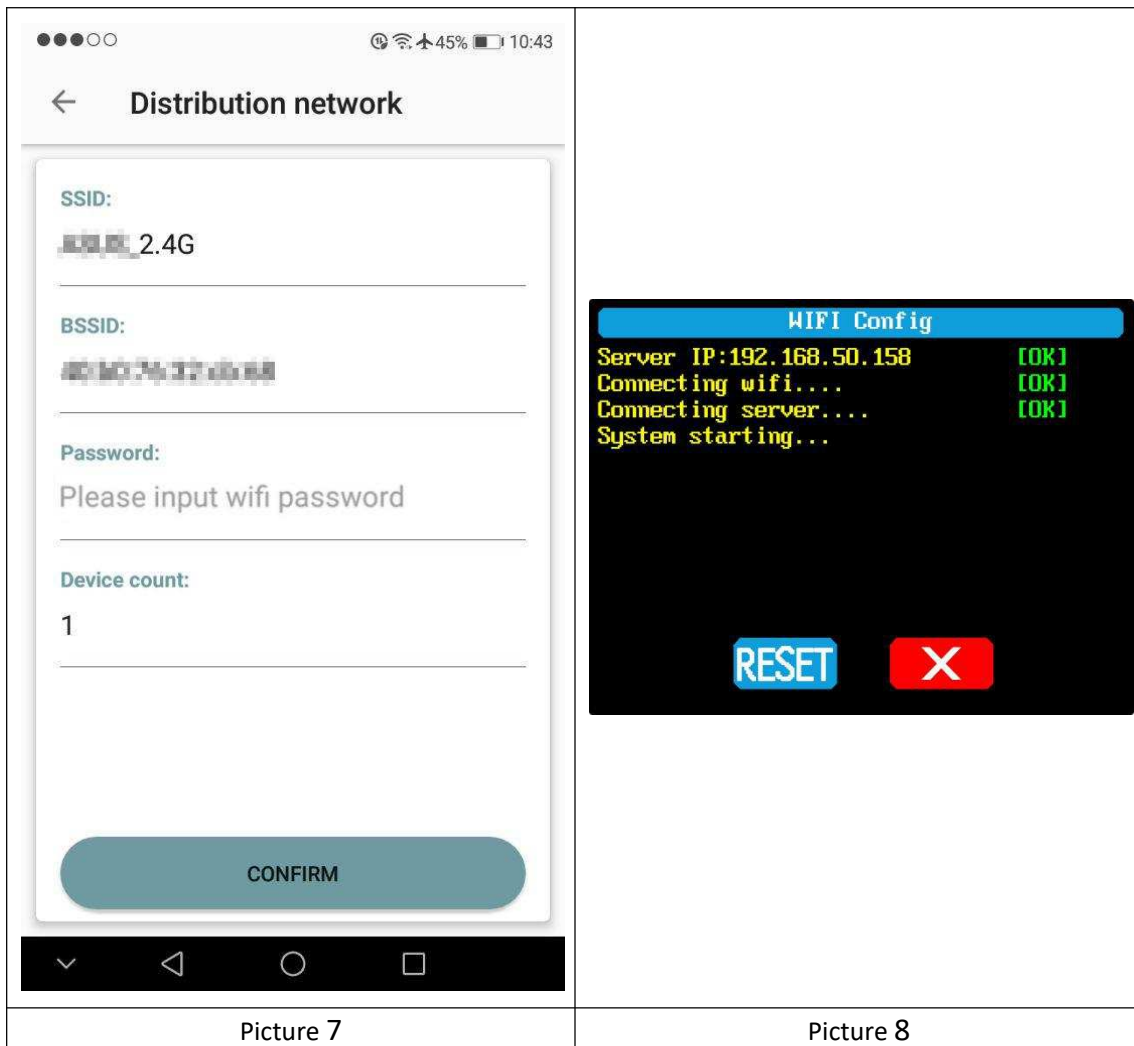 45% 10:43
Distribution network
SSID:
_2.4G
BSSID:
Password:
Please input wifi password
Device count:
1
CONFIRM
WIFI Config
Server IP:192.168.50.158 [OK]
Connecting wifi.... [OK]
Connecting server.... [OK]
System starting...
RESET X
Picture 7
Picture 8